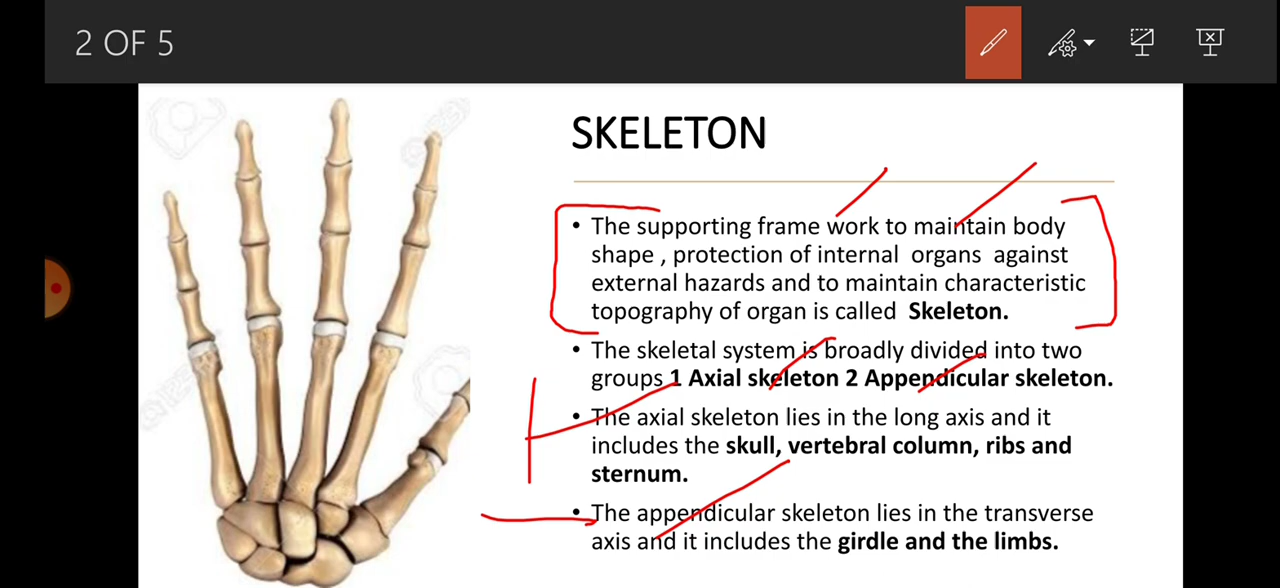 2 OF 5
SKELETON
• The supporting frame work to maintain body
shape , protection of internal organs against
external hazards and to maintain characteristic
topography of organ is called Skeleton.
• The skeletal system is broadly divided into two
groups 1 Axial skeleton 2 Appendicular skeleton.
• The axial skeleton lies in the long axis and it
includes the skull, vertebral column, ribs and
sternum.
• The appendicular skeleton lies in the transverse
axis and it includes the girdle and the limbs.